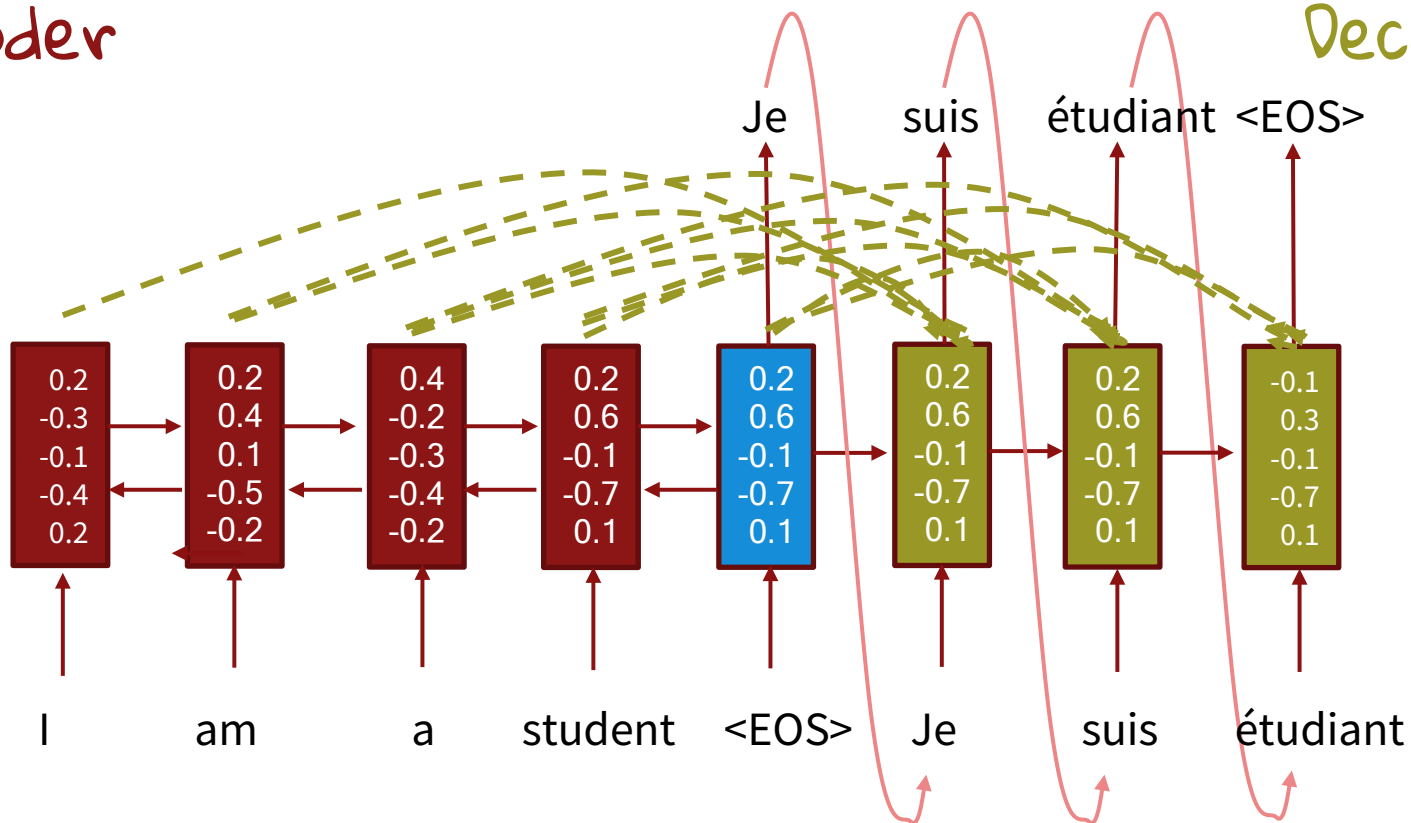 oder
Dec
Je suis étudiant <EOS>
0.2 0.2 0.4 0.2 0.2 0.2 0.2 -0.1
-0.3 0.4 -0.2 0.6 0.6 0.6 0.6 0.3
-0.1 0.1 -0.3 -0.1 -0.1 -0.1 -0.1 -0.1
-0.4 -0.5 -0.4 -0.7 -0.7 -0.7 -0.7 -0.7
0.2 -0.2 -0.2 0.1 0.1 0.1 0.1 0.1
I am a student <EOS> Je suis étudiant